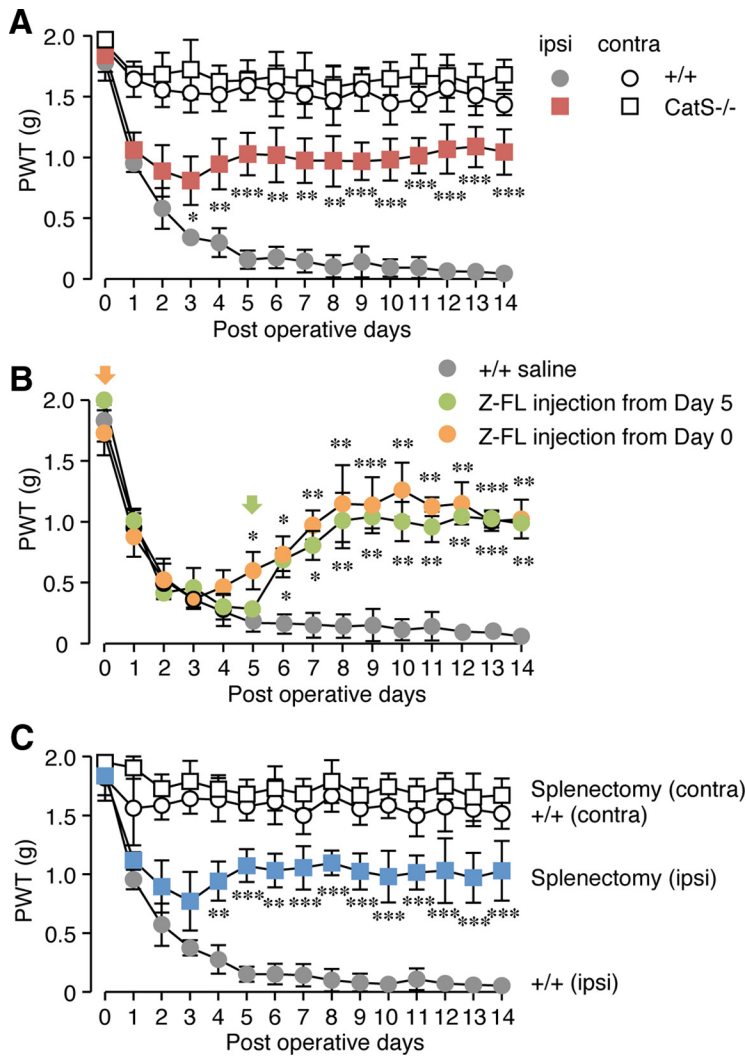 A
ipsi contra
+/+
CatS-/-
PWT (g)
2.0
1.5
1.0
0.5
0
* ** *** ** ** ** *** *** *** *** *** ***
0 1 2 3 4 5 6 7 8 9 10 11 12 13 14
Post operative days
B
+/+ saline
Z-FL injection from Day 5
Z-FL injection from Day 0
PWT (g)
2.0
1.5
1.0
0.5
0
* * ** ** *** ** ** ** *** **
* * ** ** ** ** ** *** **
0 1 2 3 4 5 6 7 8 9 10 11 12 13 14
Post operative days
C
Splenectomy (contra)
+/+ (contra)
Splenectomy (ipsi)
+/+ (ipsi)
PWT (g)
2.0
1.5
1.0
0.5
0
** *** ** *** *** *** *** *** *** *** ***
0 1 2 3 4 5 6 7 8 9 10 11 12 13 14
Post operative days